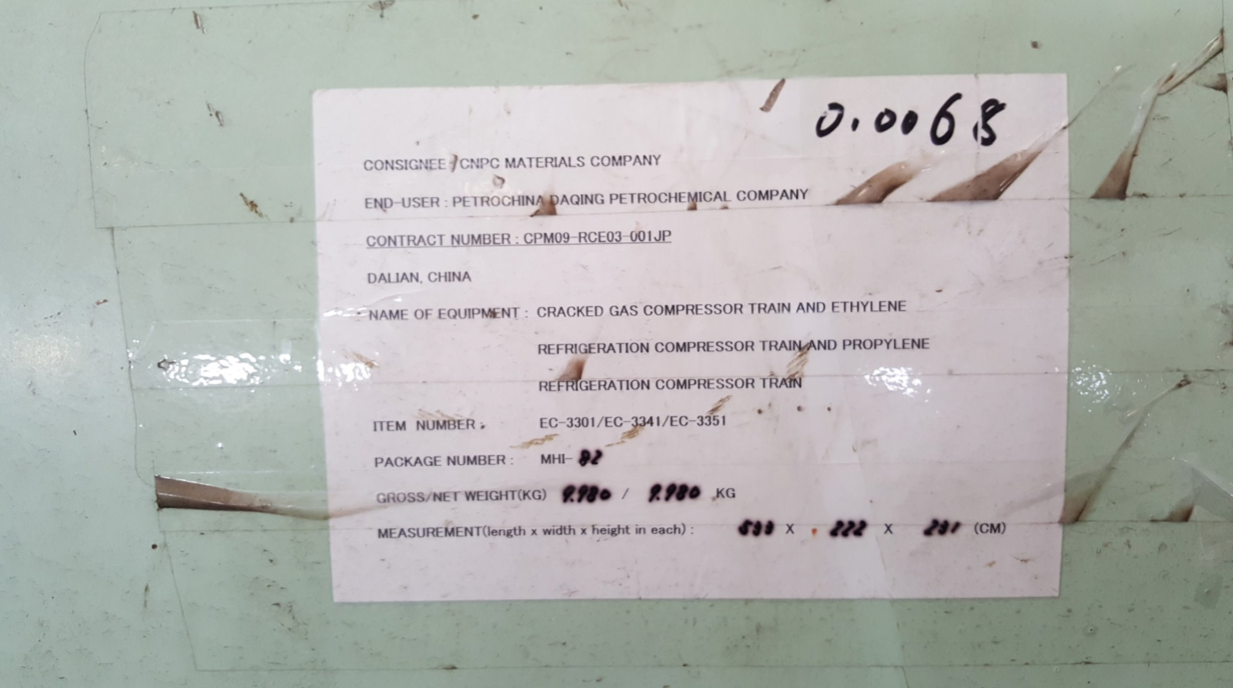 0.0068
CONSIGNEE / CNPC MATERIALS COMPANY
END-USER : PETROCHINA DAQING PETROCHEMICAL COMPANY
CONTRACT NUMBER : CPM09-RCE03-001JP
DALIAN, CHINA
NAME OF EQUIPMENT : CRACKED GAS COMPRESSOR TRAIN AND ETHYLENE
REFRIGERATION COMPRESSOR TRAIN AND PROPYLENE
REFRIGERATION COMPRESSOR TRAIN
ITEM NUMBER : EC-3301/EC-3341/EC-3351
PACKAGE NUMBER : MHI-82
GROSS/NET WEIGHT(KG) / KG
MEASUREMENT(length x width x height in each) : X 222 X (CM)